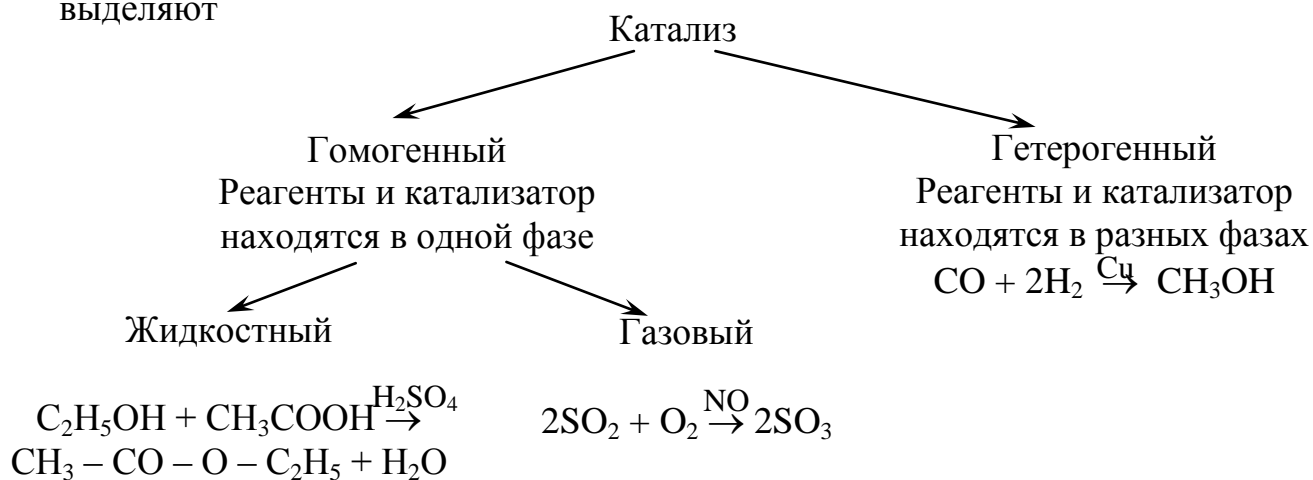 выделяют
Катализ
Гомогенный
Реагенты и катализатор
находятся в одной фазе
Гетерогенный
Реагенты и катализатор
находятся в разных фазах
CO + 2H₂ Cu→ CH₃OH
Жидкостный
Газовый
C₂H₅OH + CH₃COOH H₂SO₄→
CH₃ – CO – O – C₂H₅ + H₂O
2SO₂ + O₂ NO→ 2SO₃